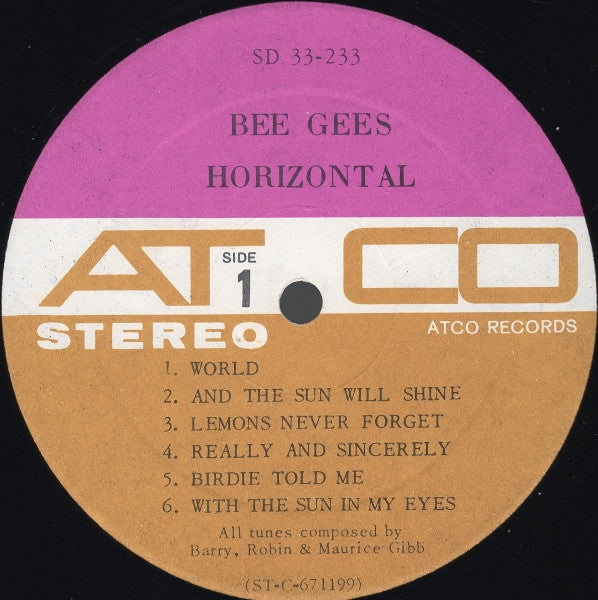 SD 33-233
BEE GEES
HORIZONTAL
ATCO
SIDE
1
STEREO
ATCO RECORDS
1. WORLD
2. AND THE SUN WILL SHINE
3. LEMONS NEVER FORGET
4. REALLY AND SINCERELY
5. BIRDIE TOLD ME
6. WITH THE SUN IN MY EYES
All tunes composed by
Barry, Robin & Maurice Gibb
(ST-C-671199)